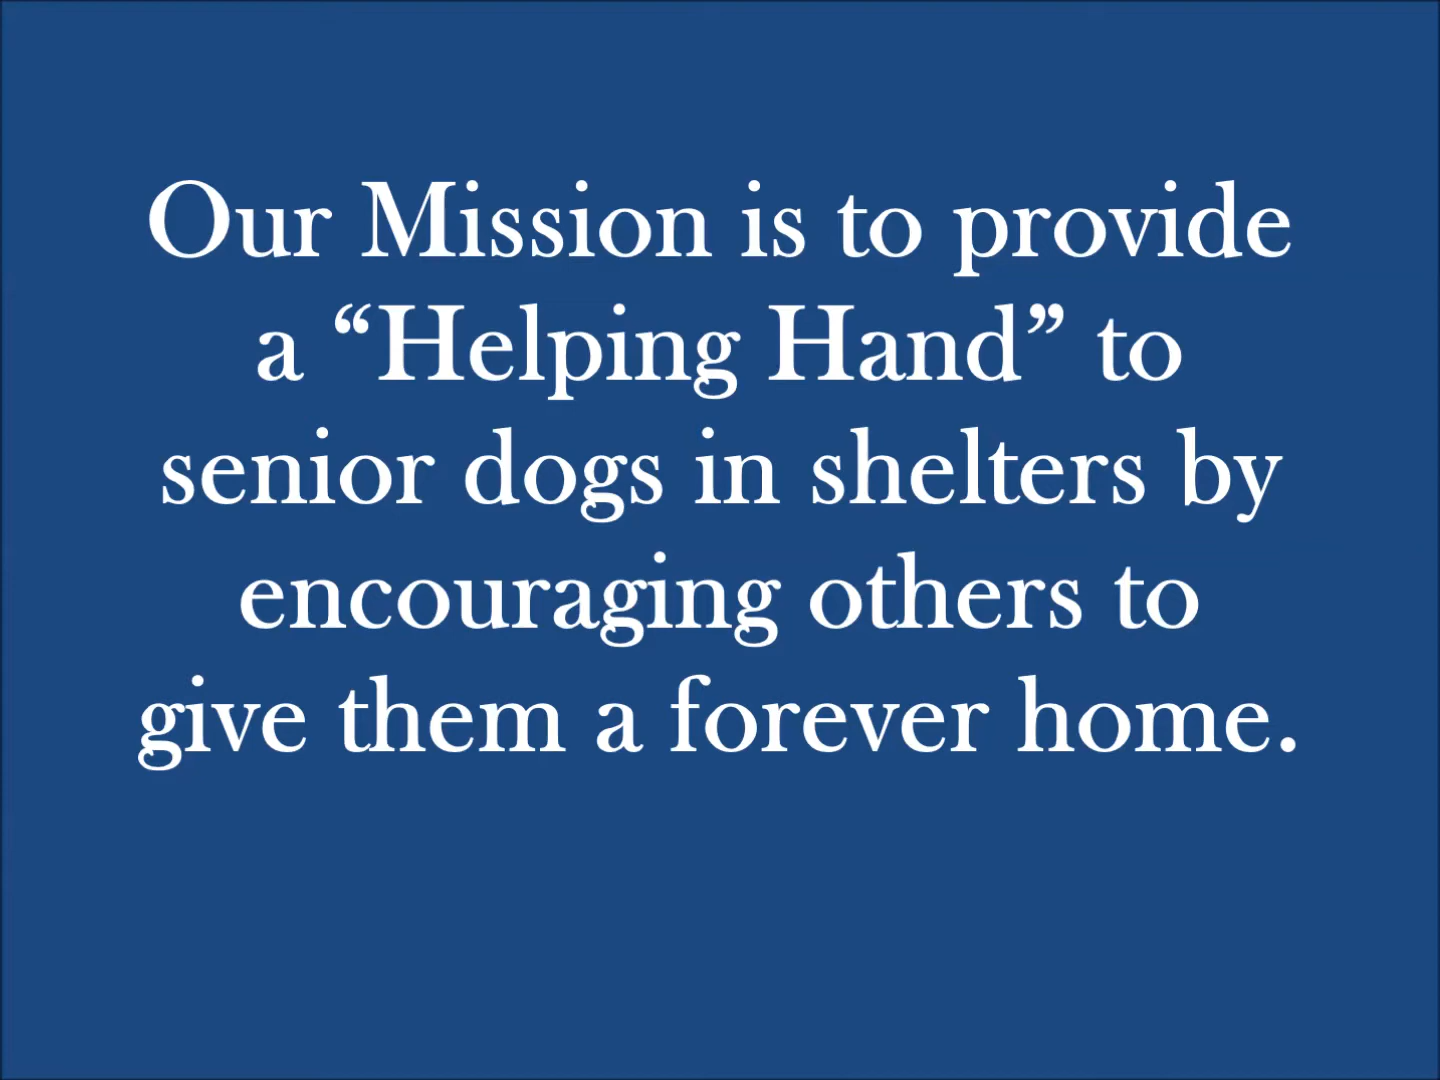 Our Mission is to provide
a “Helping Hand” to
senior dogs in shelters by
encouraging others to
give them a forever home.